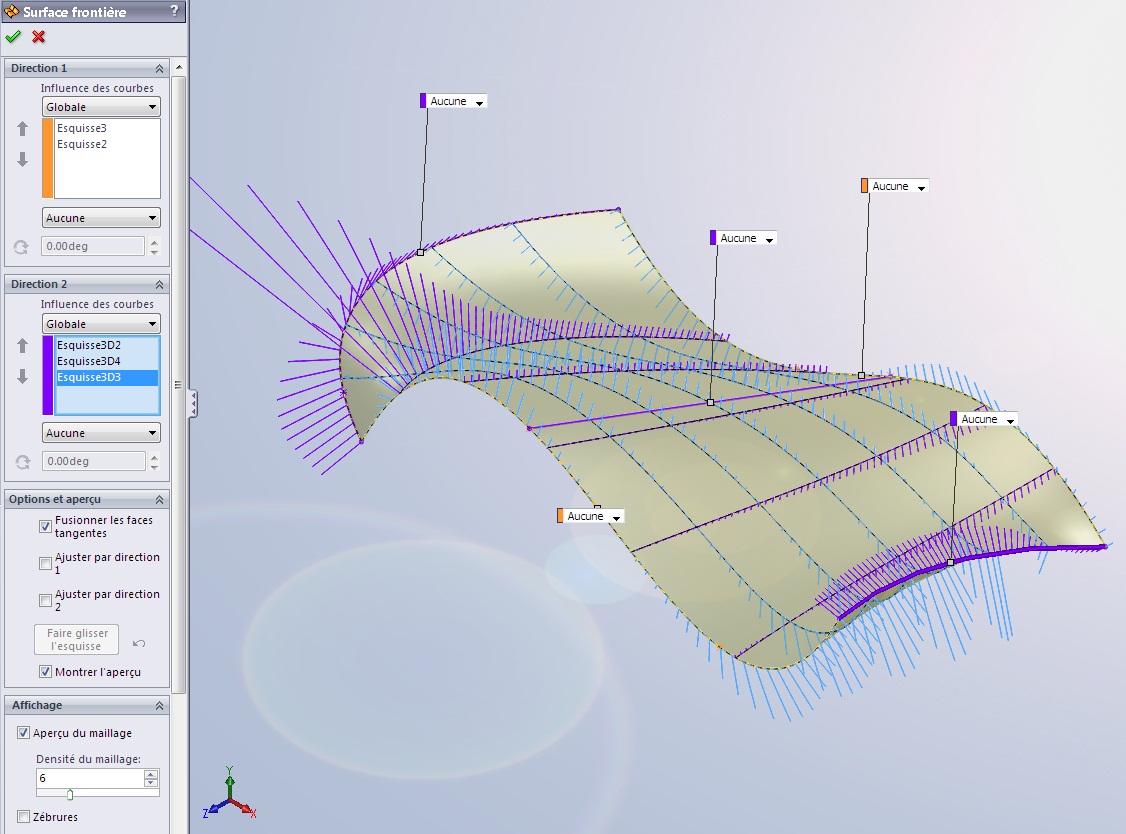 Surface frontière ?
Direction 1
Influence des courbes
Globale
Esquisse3
Esquisse2
Aucune
0.00deg
Direction 2
Influence des courbes
Globale
Esquisse3D2
Esquisse3D4
Esquisse3D3
Aucune
0.00deg
Options et aperçu
Fusionner les faces
tangentes
Ajuster par direction
1
Ajuster par direction
2
Faire glisser
l'esquisse
Montrer l'aperçu
Affichage
Aperçu du maillage
Densité du maillage:
6
Zébrures
Aucune
Aucune
Aucune
Aucune
Aucune
Y
Z
X